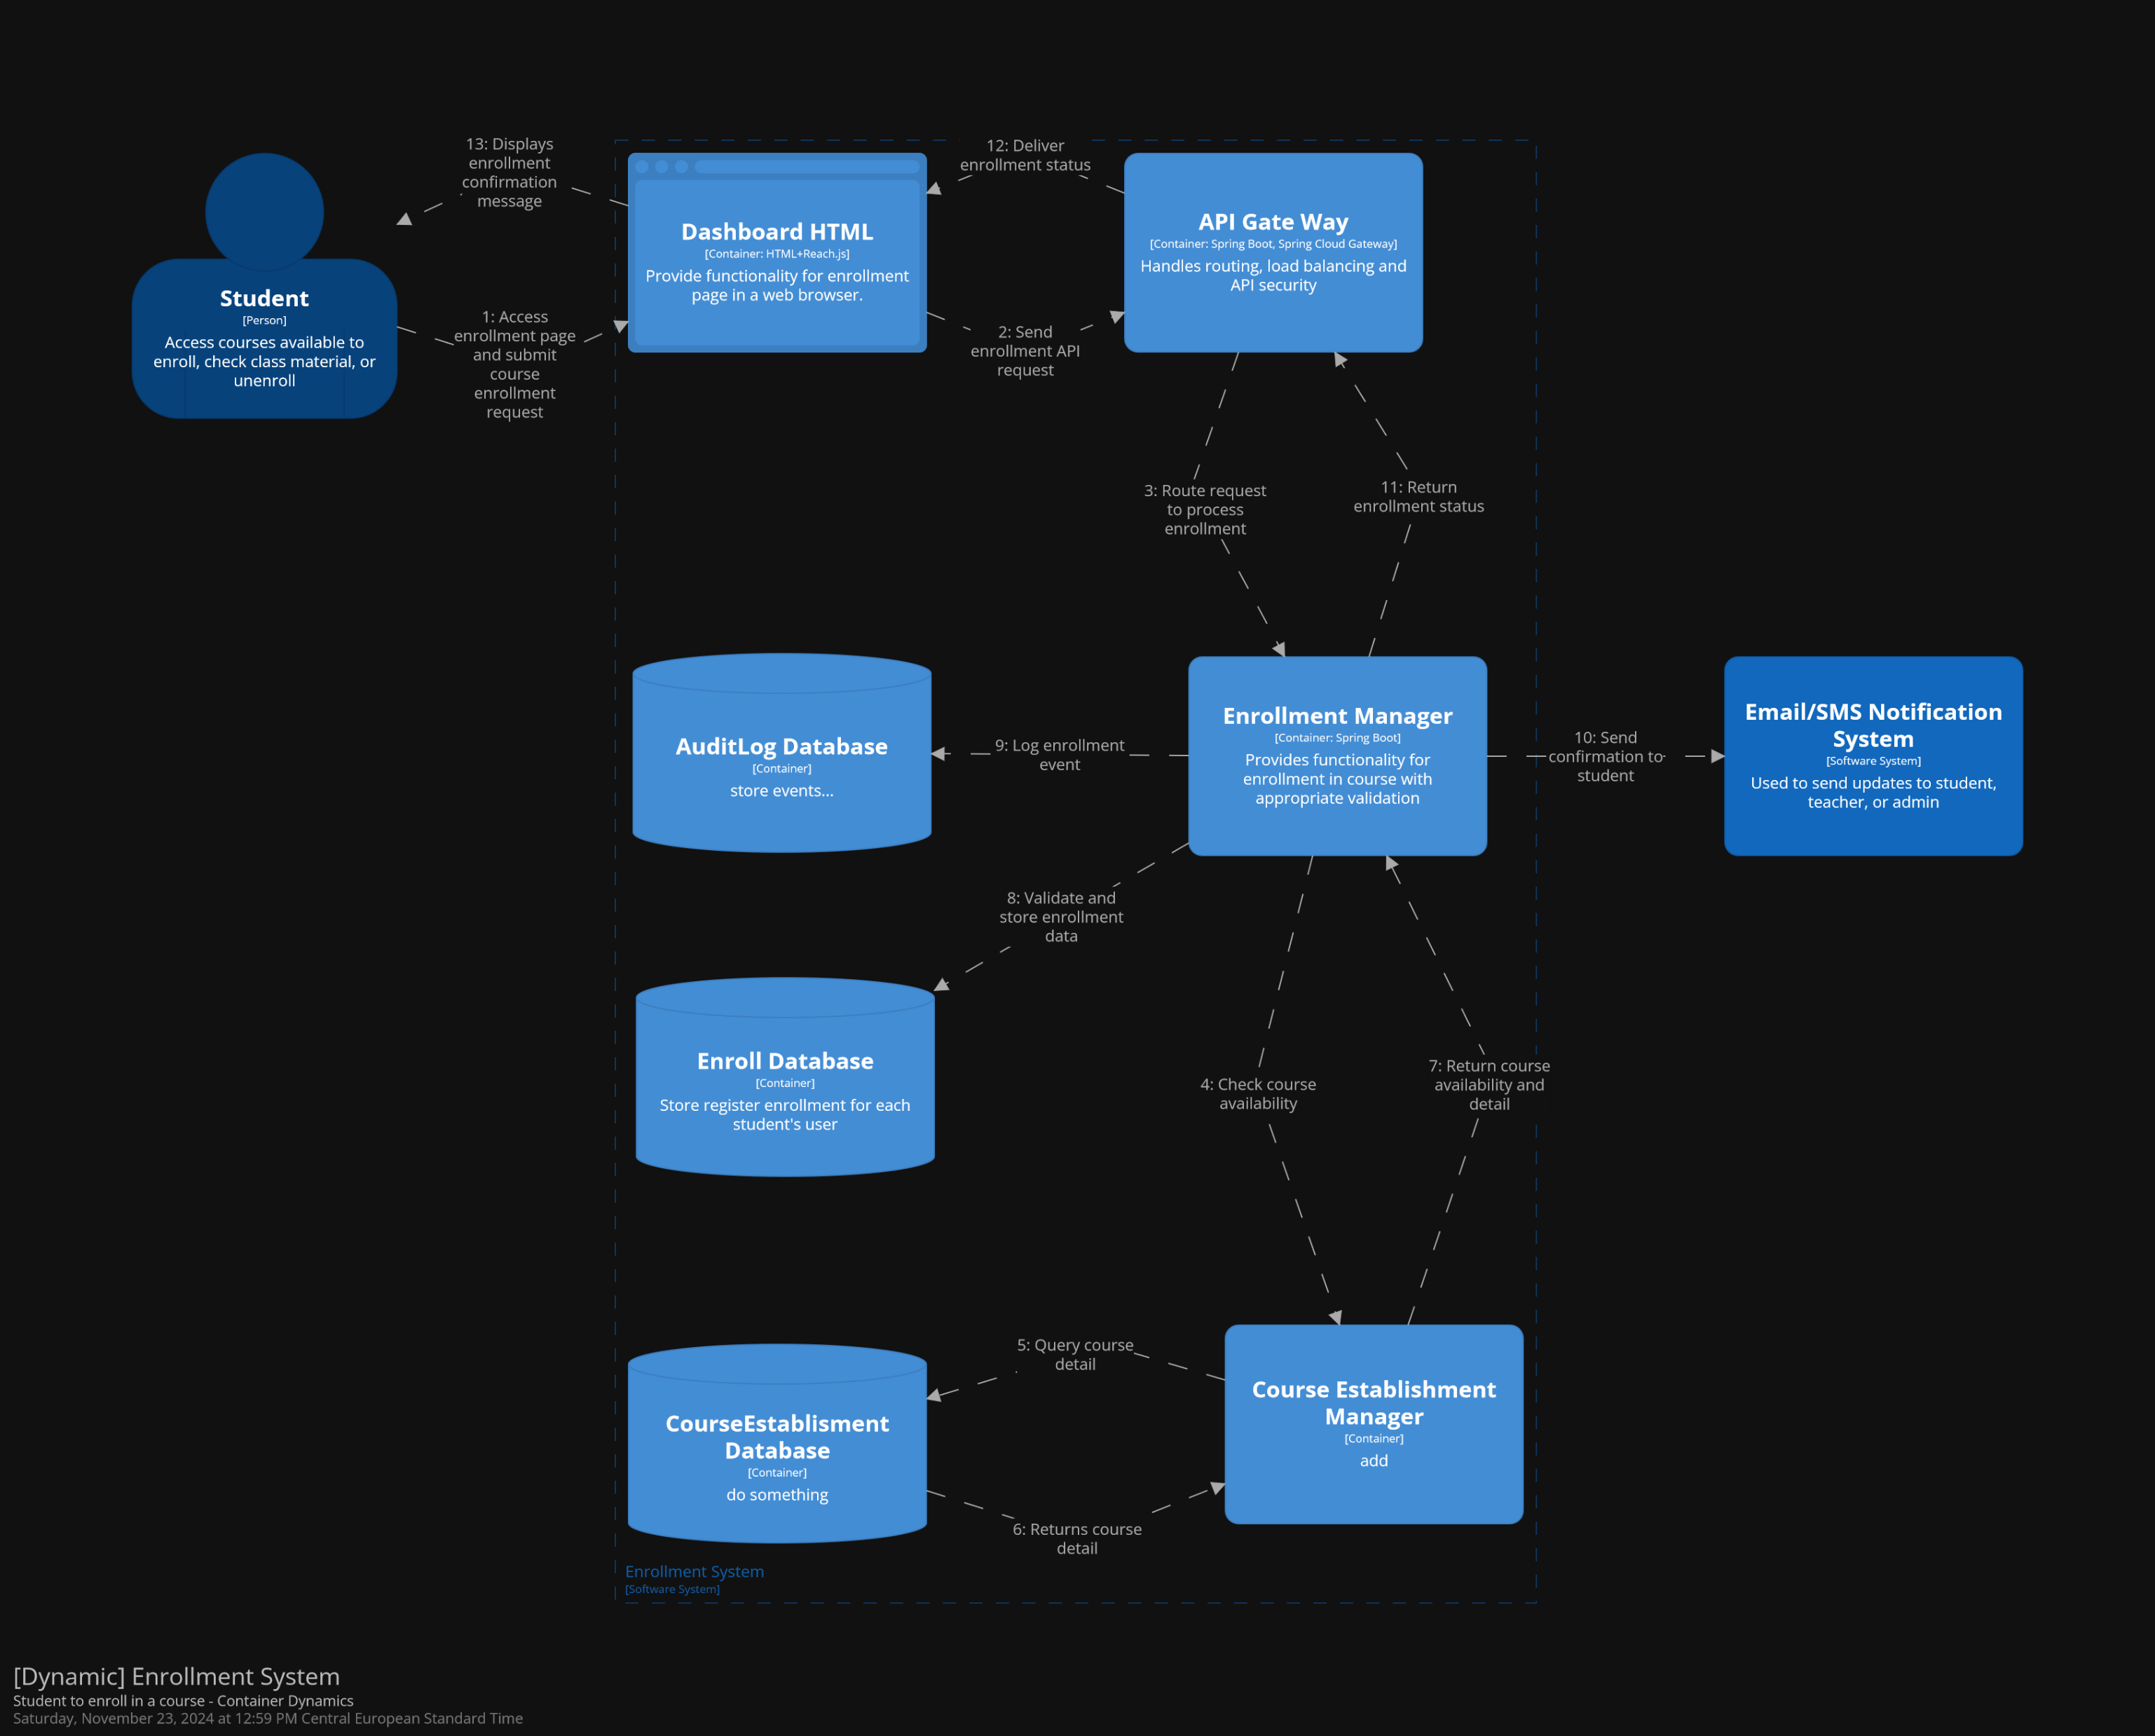 13: Displays
enrollment
confirmation
message
12: Deliver
enrollment status
Dashboard HTML
[Container: HTML+Reach.js]
Provide functionality for enrollment
page in a web browser.
API Gate Way
[Container: Spring Boot, Spring Cloud Gateway]
Handles routing, load balancing and
API security
Student
[Person]
Access courses available to
enroll, check class material, or
unenroll
1: Access
enrollment page
and submit
course
enrollment
request
2: Send
enrollment API
request
3: Route request
to process
enrollment
11: Return
enrollment status
AuditLog Database
[Container]
store events...
9: Log enrollment
event
Enrollment Manager
[Container: Spring Boot]
Provides functionality for
enrollment in course with
appropriate validation
10: Send
confirmation to
student
Email/SMS Notification
System
[Software System]
Used to send updates to student,
teacher, or admin
8: Validate and
store enrollment
data
Enroll Database
[Container]
Store register enrollment for each
student's user
4: Check course
availability
7: Return course
availability and
detail
5: Query course
detail
CourseEstablisment
Database
[Container]
do something
Course Establishment
Manager
[Container]
add
6: Returns course
detail
Enrollment System
[Software System]
[Dynamic] Enrollment System
Student to enroll in a course - Container Dynamics
Saturday, November 23, 2024 at 12:59 PM Central European Standard Time